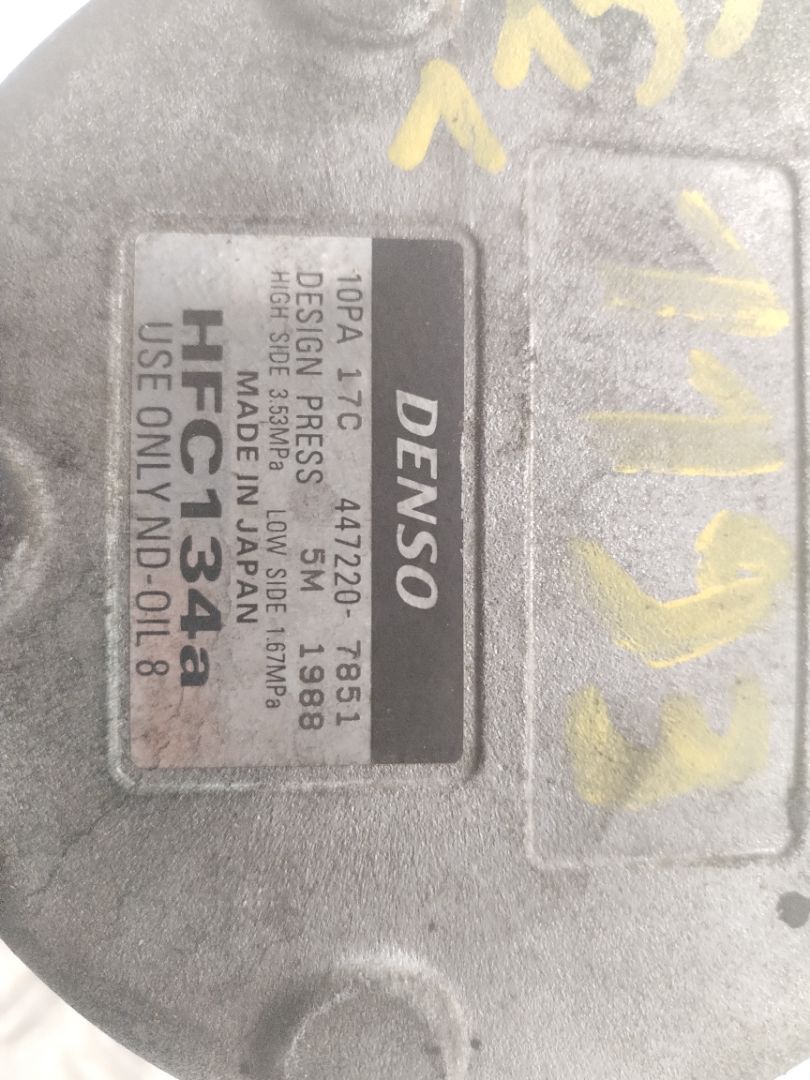 DENSO
10PA 17C 447220- 7851
DESIGN PRESS 5M 1988
HIGH SIDE 3.53MPa LOW SIDE 1.67MPa
MADE IN JAPAN
HFC134a
USE ONLY ND-OIL 8